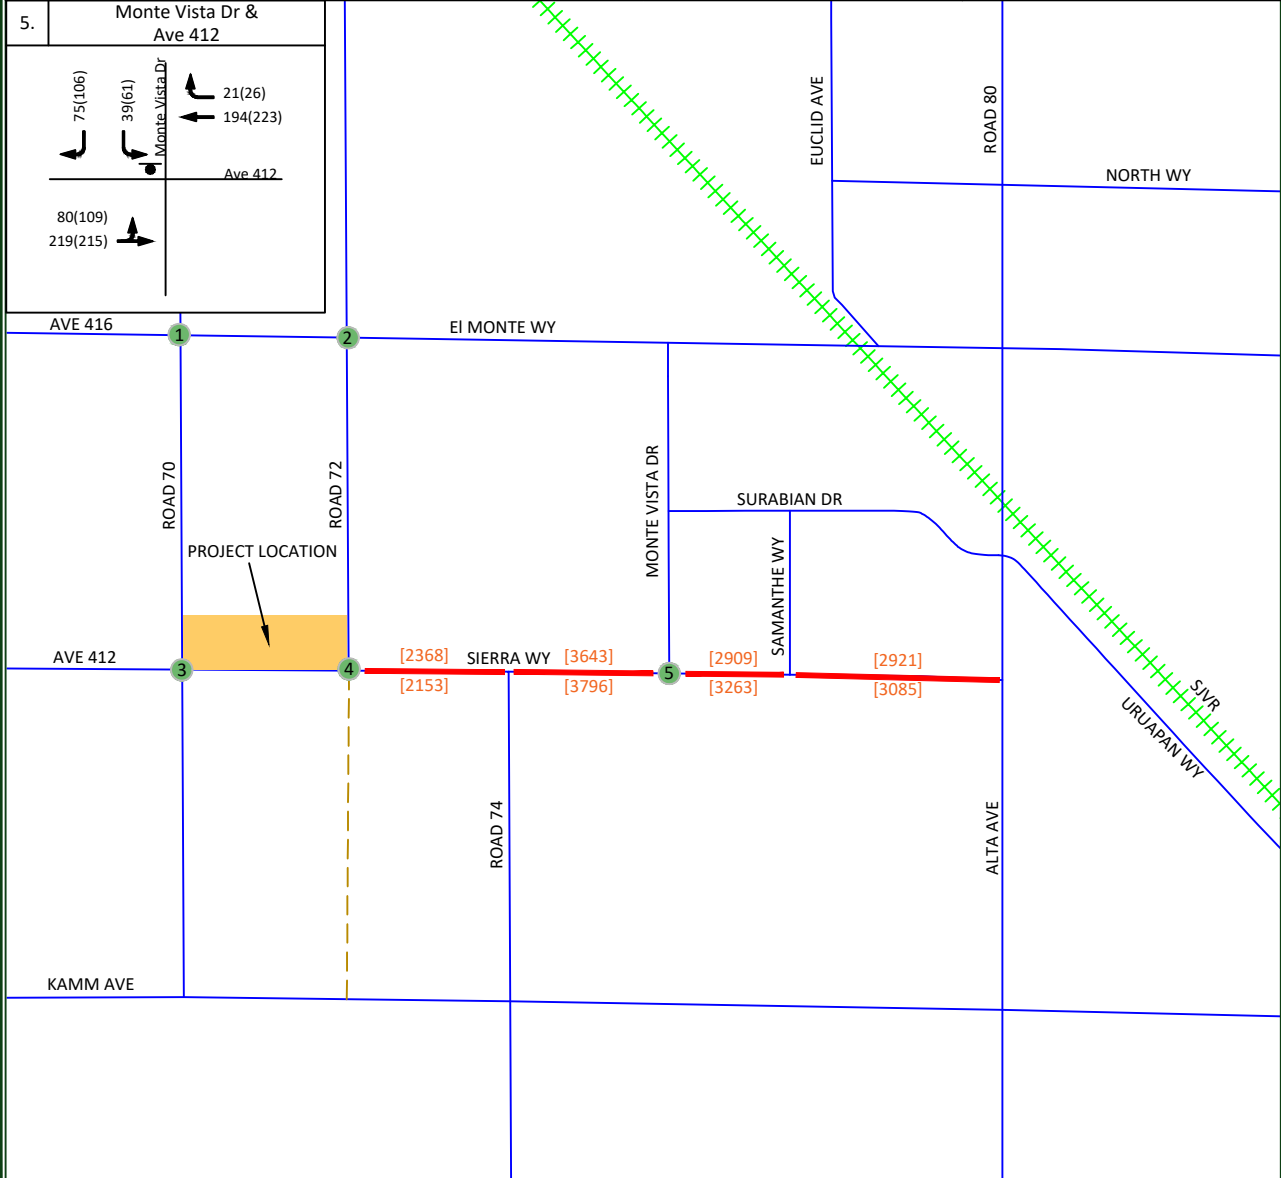 5.
Monte Vista Dr &
Ave 412
75(106)
39(61)
Monte Vista Dr
21(26)
194(223)
Ave 412
80(109)
219(215)
EUCLID AVE
ROAD 80
NORTH WY
AVE 416
1
2
El MONTE WY
ROAD 70
ROAD 72
MONTE VISTA DR
SURABIAN DR
SAMANTHE WY
PROJECT LOCATION
AVE 412
3
4
[2368]
SIERRA WY
[3643]
5
[2909]
[2921]
[2153]
[3796]
[3263]
[3085]
SJVR
URUAPAN WY
ROAD 74
ALTA AVE
KAMM AVE